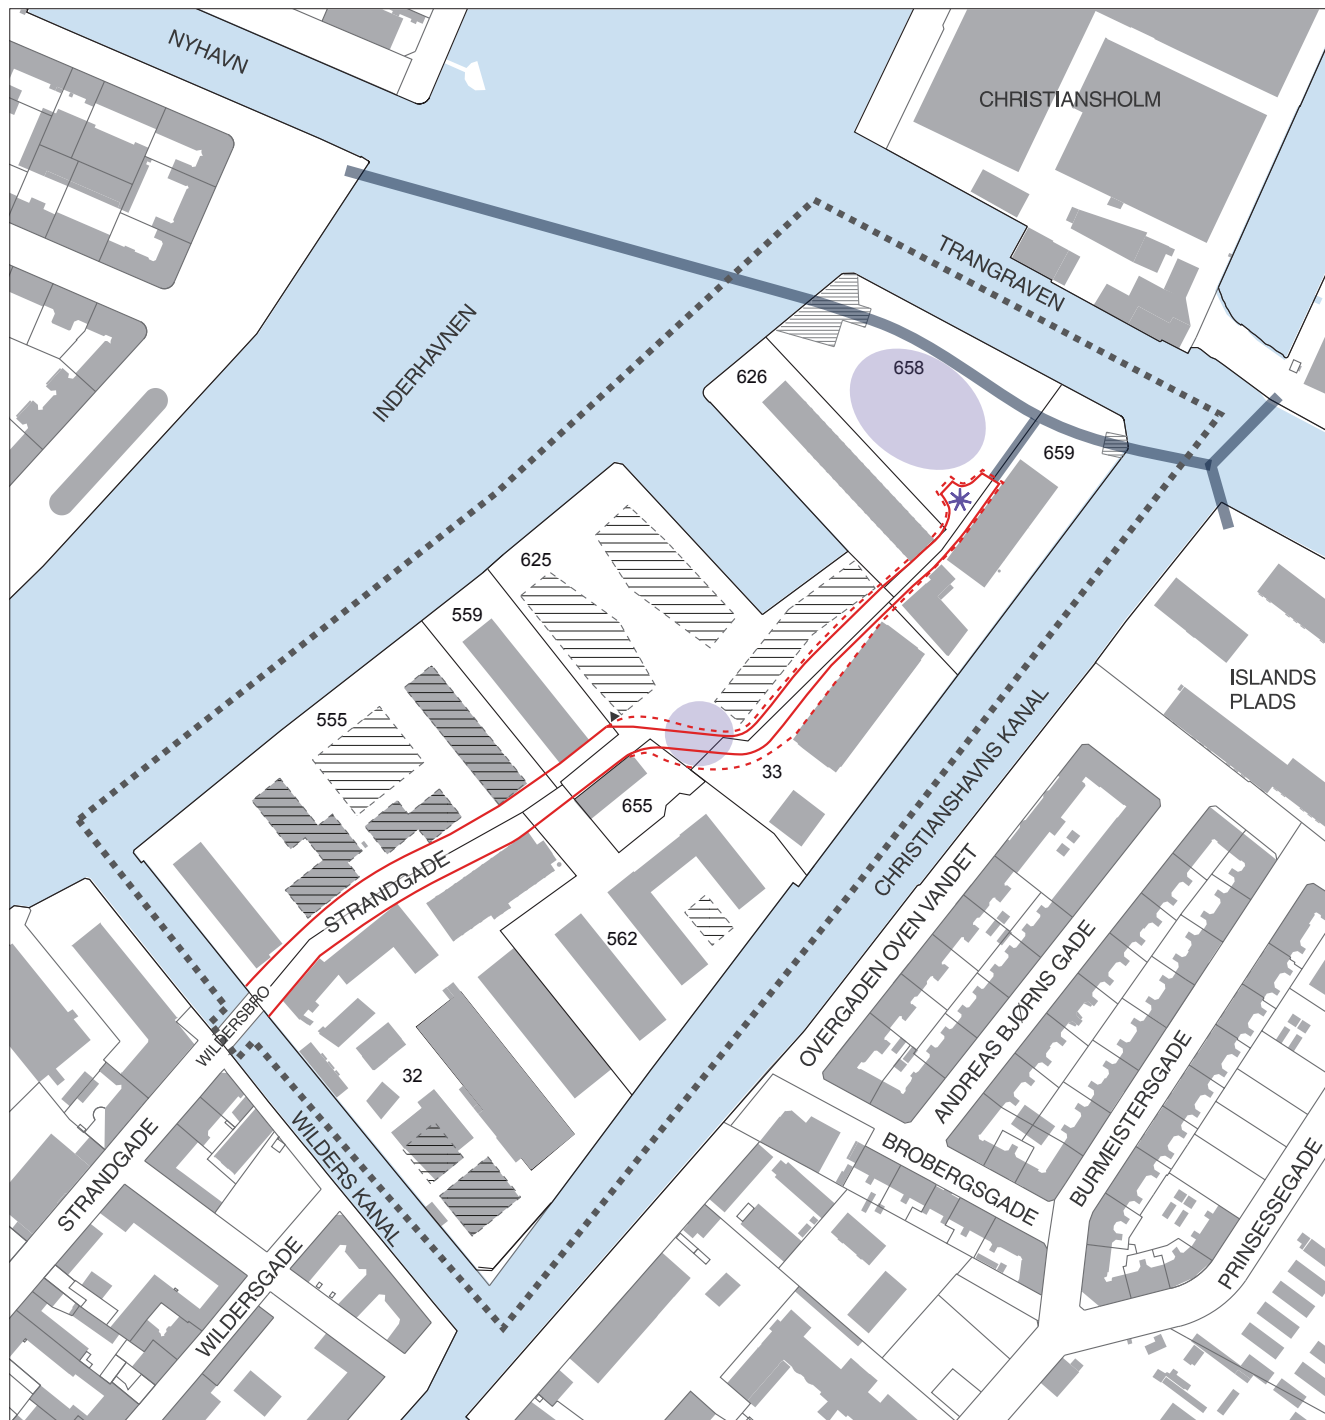 NYHAVN
CHRISTIANSHOLM
TRANGRAVEN
INDERHAVNEN
658
626
659
625
559
555
ISLANDS
PLADS
CHRISTIANSHAVNS KANAL
33
655
STRANDGADE
562
OVERGADEN OVEN VANDET
ANDREAS BJØRNS GADE
WILDERSBRO
32
BURMEISTERSGADE
BROBERGSGADE
STRANDGADE
WILDERS KANAL
PRINSESSEGADE
WILDERSGADE